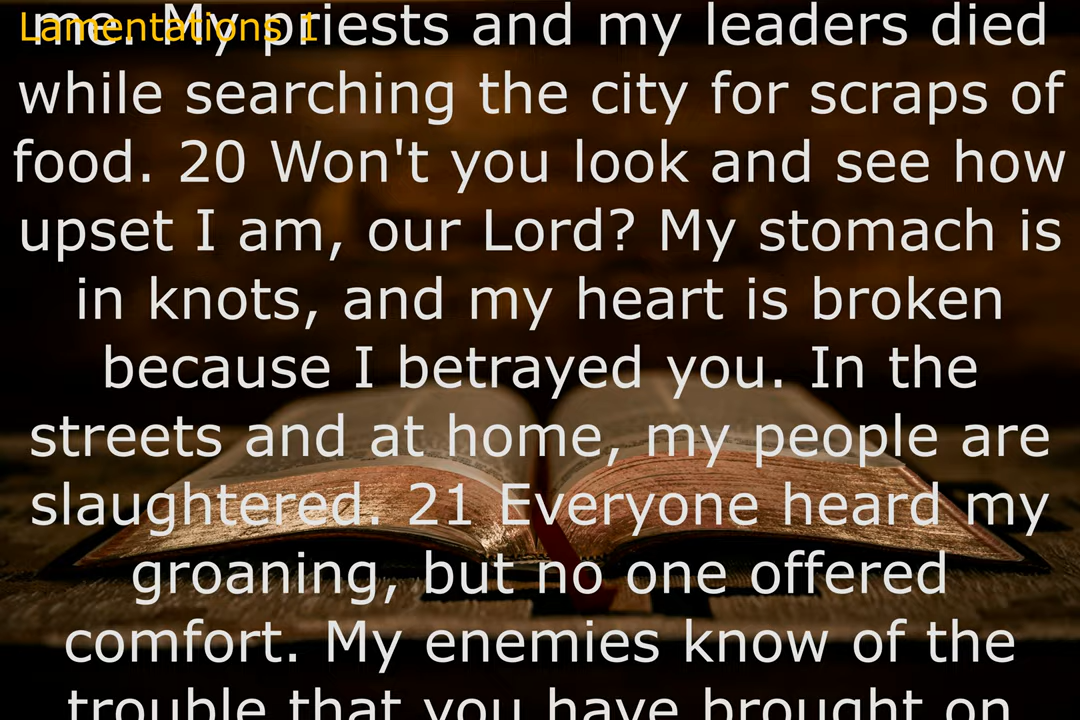 Lamentations 1
me. My priests and my leaders died
while searching the city for scraps of
food. 20 Won't you look and see how
upset I am, our Lord? My stomach is
in knots, and my heart is broken
because I betrayed you. In the
streets and at home, my people are
slaughtered. 21 Everyone heard my
groaning, but no one offered
comfort. My enemies know of the
trouble that you have brought on